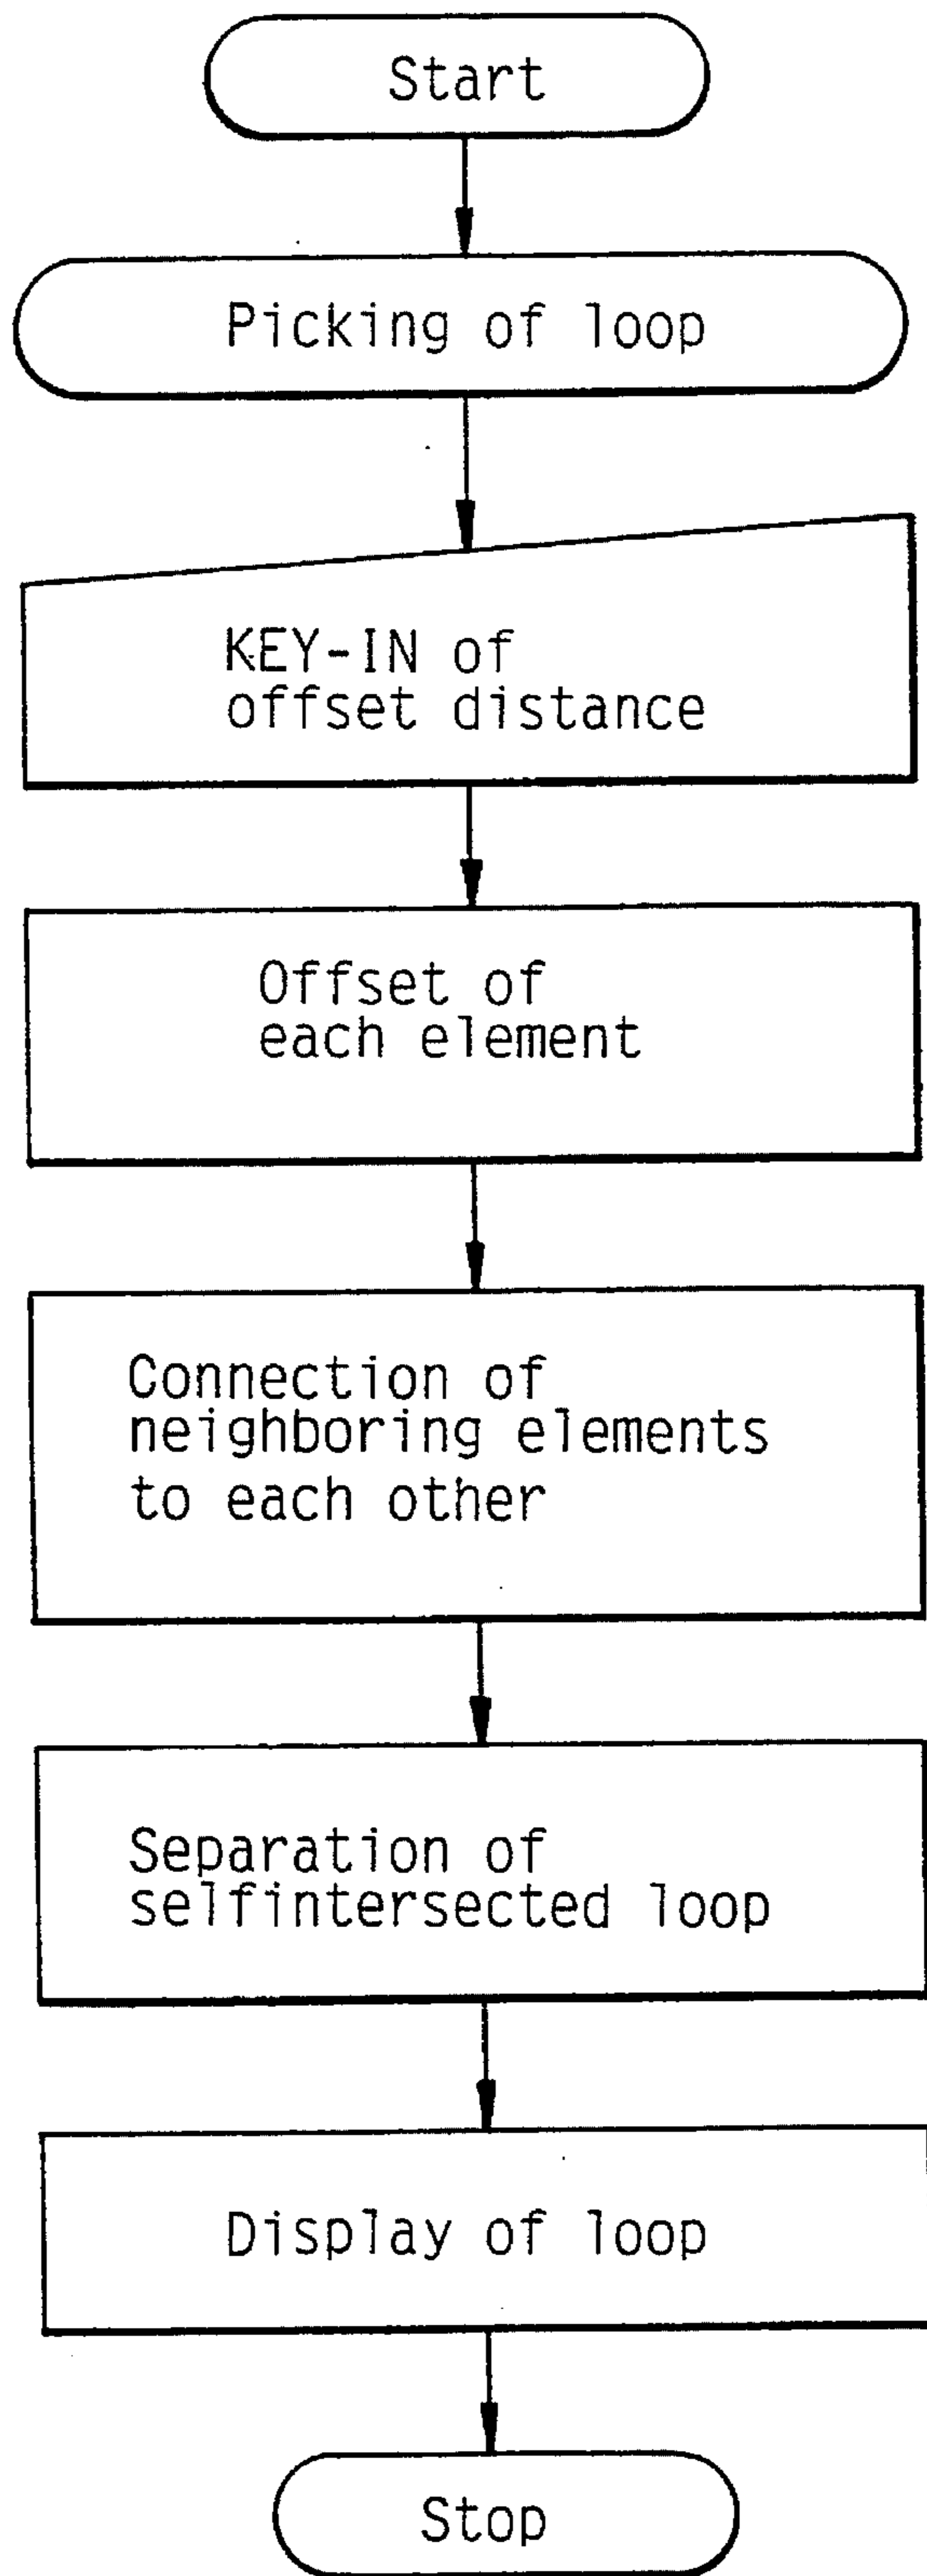 Start
Picking of loop
KEY-IN of
offset distance
Offset of
each element
Connection of
neighboring elements
to each other
Separation of
selfintersected loop
Display of loop
Stop